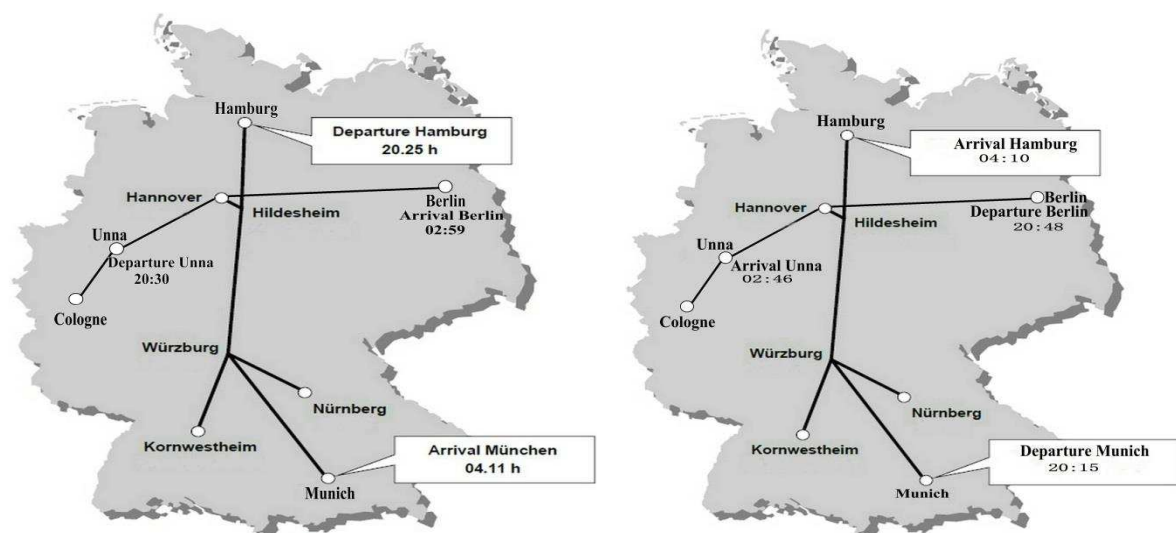 Hamburg
Departure Hamburg
20.25 h
Hannover
Hildesheim
Berlin
Arrival Berlin
02:59
Unna
Departure Unna
20:30
Cologne
Würzburg
Nürnberg
Kornwestheim
Arrival München
04.11 h
Munich
Hamburg
Arrival Hamburg
04:10
Hannover
Hildesheim
Berlin
Departure Berlin
20:48
Unna
Arrival Unna
02:46
Cologne
Würzburg
Nürnberg
Kornwestheim
Departure Munich
20:15
Munich